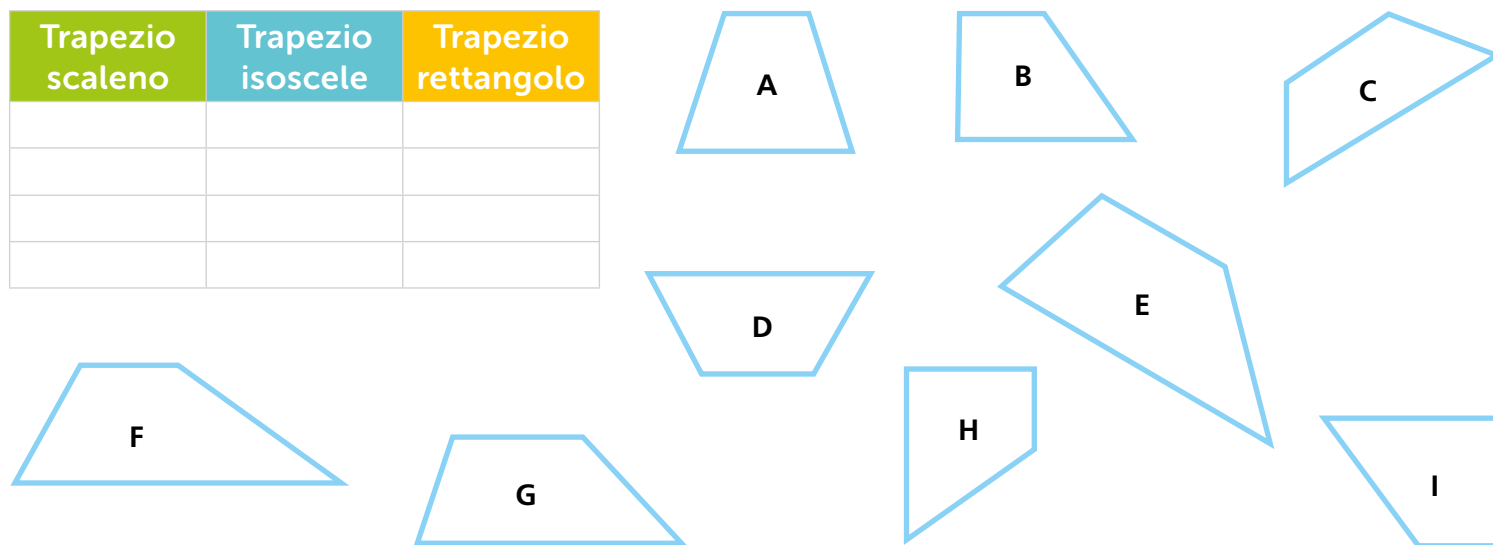 Trapezio
scaleno
Trapezio
isoscele
Trapezio
rettangolo
A
B
C
D
E
F
G
H
I